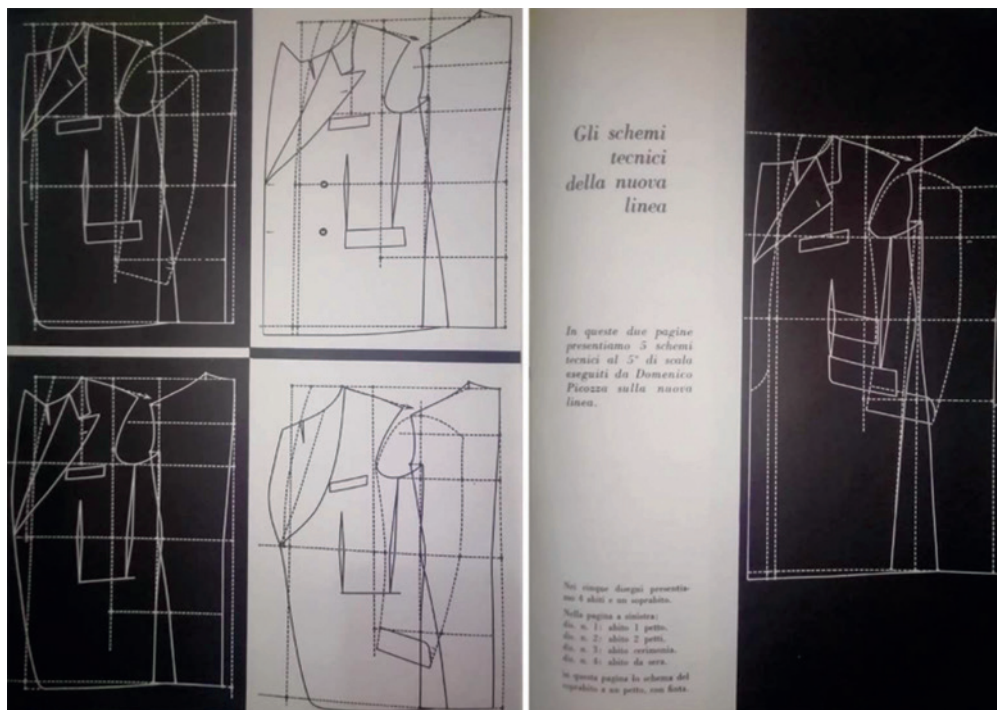 Gli schemi
tecnici
della nuova
linea
In queste due pagine
presentiamo 5 schemi
tecnici al 5° di scala
eseguiti da Domenico
Picozza sulla nuova
linea.
Nei cinque disegni presentia-
mo 4 abiti e un soprabito.
Nella pagina a sinistra:
dis. n. 1: abito 1 petto.
dis. n. 2: abito 2 petti.
dis. n. 3: abito cerimonia.
dis. n. 4: abito da sera.
in questa pagina lo schema del
soprabito a un petto, con finta.